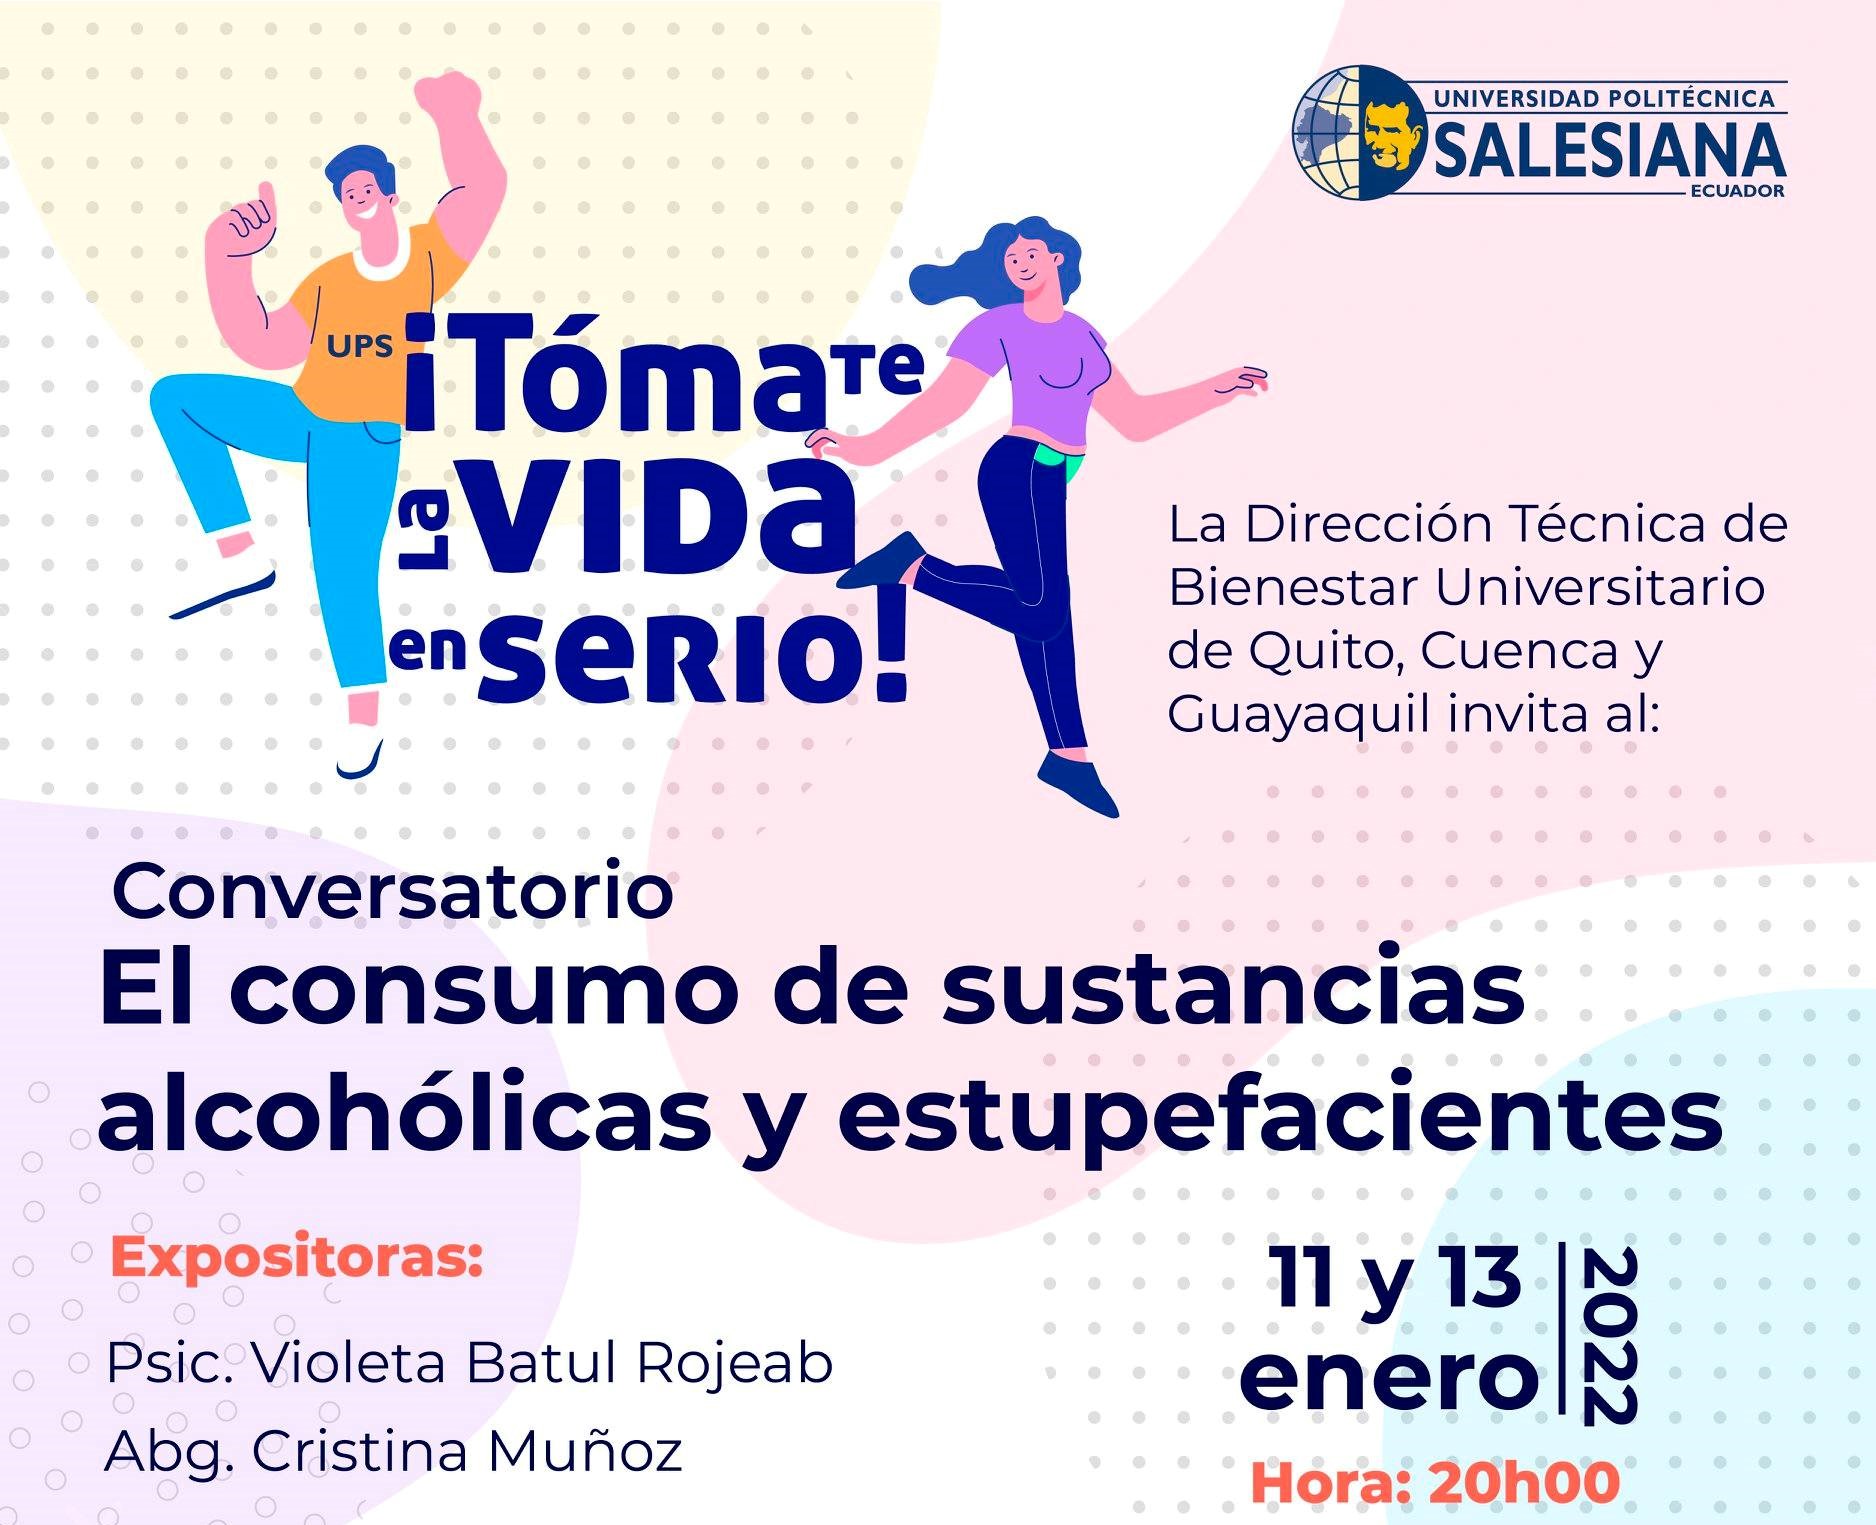 UNIVERSIDAD POLITÉCNICA
SALESIANA
ECUADOR
UPS
¡Tómate
La VIDa
en SeRIO!
La Dirección Técnica de
Bienestar Universitario
de Quito, Cuenca y
Guayaquil invita al:
Conversatorio
El consumo de sustancias
alcohólicas y estupefacientes
Expositoras:
Psic. Violeta Batul Rojeab
Abg. Cristina Muñoz
11 y 13
enero
2022
Hora: 20h00